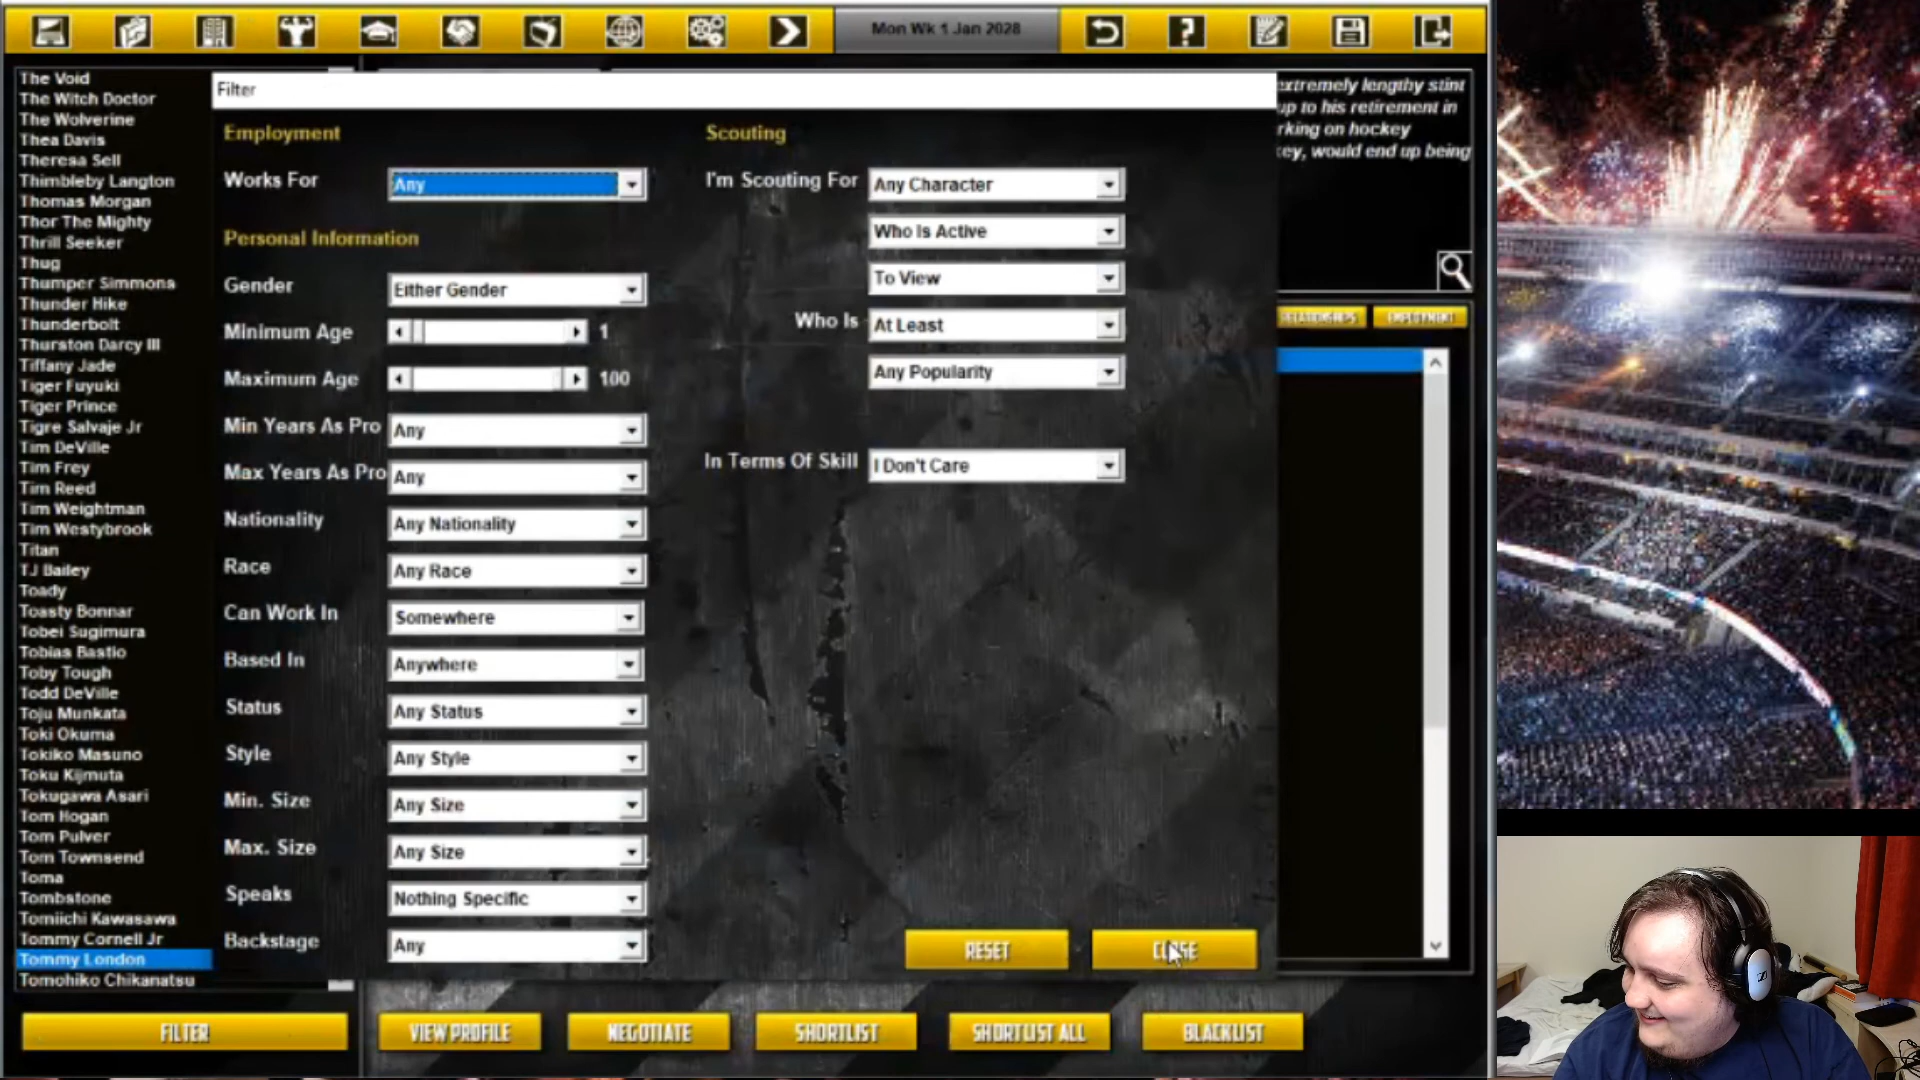 Mon Wk 1 Jan 2028
The Void
The Witch Doctor
The Wolverine
Thea Davis
Theresa Sell
Thimbleby Langton
Thomas Morgan
Thor The Mighty
Thrill Seeker
Thug
Thumper Simmons
Thunder Hike
Thunderbolt
Thurston Darcy III
Tiffany Jade
Tiger Fuyuki
Tiger Prince
Tigre Salvaje Jr
Tim DeVille
Tim Frey
Tim Reed
Tim Weightman
Tim Westybrook
Titan
TJ Bailey
Toady
Toasty Bonnar
Tobei Sugimura
Tobias Bastio
Toby Tough
Todd DeVille
Toju Munkata
Toki Okuma
Tokiko Masuno
Toku Kijmuta
Tokugawa Asari
Tom Hogan
Tom Pulver
Tom Townsend
Toma
Tombstone
Tomiichi Kawasawa
Tommy Cornell Jr
Tommy London
Tomohiko Chikanatsu
Filter
Employment
Works For Any
Personal Information
Gender Either Gender
Minimum Age 1
Maximum Age 100
Min Years As Pro Any
Max Years As Pro Any
Nationality Any Nationality
Race Any Race
Can Work In Somewhere
Based In Anywhere
Status Any Status
Style Any Style
Min. Size Any Size
Max. Size Any Size
Speaks Nothing Specific
Backstage Any
Scouting
I'm Scouting For Any Character
Who Is Active
To View
Who Is At Least
Any Popularity
In Terms Of Skill I Don't Care
RESET CLOSE
extremely lengthy stint
up to his retirement in
rking on hockey
key, would end up being
RELATIONSHIPS EMPLOYMENT
FILTER VIEW PROFILE NEGOTIATE SHORTLIST SHORTLIST ALL BLACKLIST